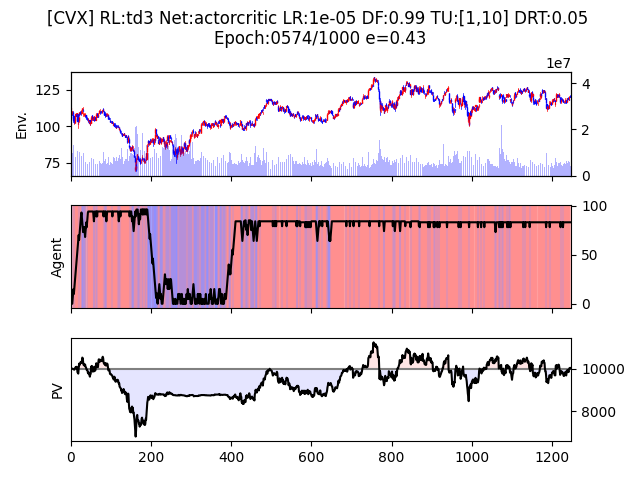 [CVX] RL:td3 Net:actorcritic LR:1e-05 DF:0.99 TU:[1,10] DRT:0.05
Epoch:0574/1000 e=0.43
1e7
Env.
125
100
75
4
2
0
Agent
100
50
0
PV
10000
8000
0 200 400 600 800 1000 1200